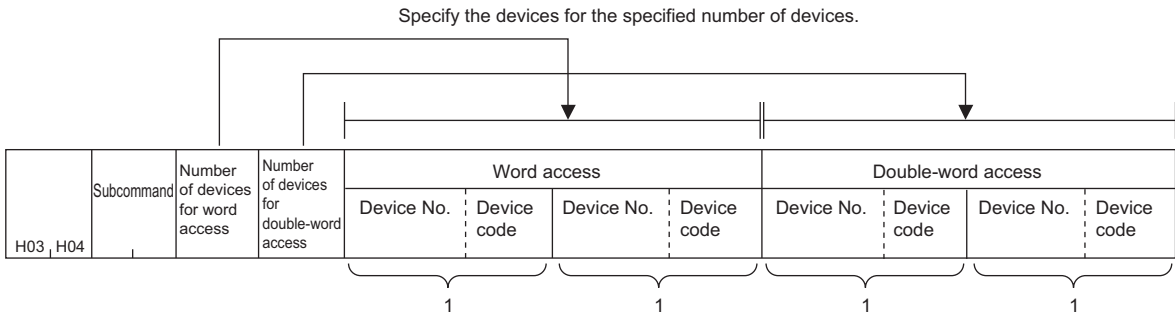 Specify the devices for the specified number of devices.
H03 H04
Subcommand
Number
of devices
for word
access
Number
of devices
for
double-word
access
Word access
Double-word access
Device No.
Device
code
Device No.
Device
code
Device No.
Device
code
Device No.
Device
code
1
1
1
1